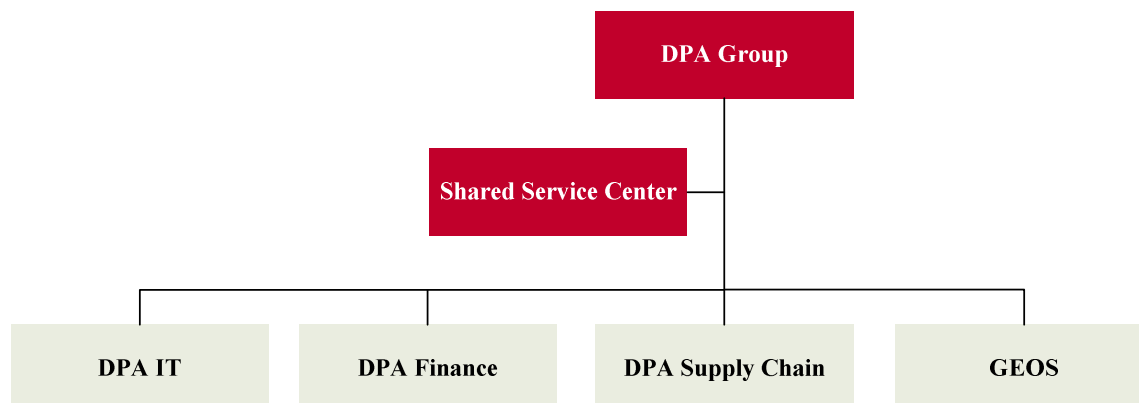 DPA Group
Shared Service Center
DPA IT
DPA Finance
DPA Supply Chain
GEOS